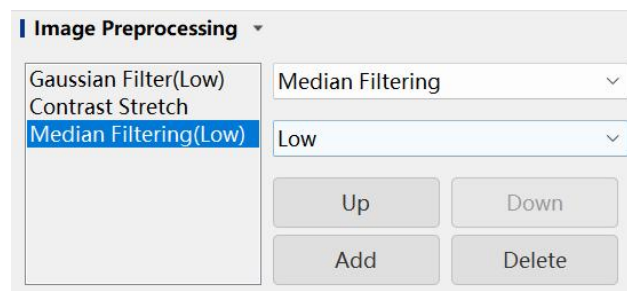 Image Preprocessing
Gaussian Filter(Low)
Contrast Stretch
Median Filtering(Low)
Median Filtering
Low
Up
Down
Add
Delete